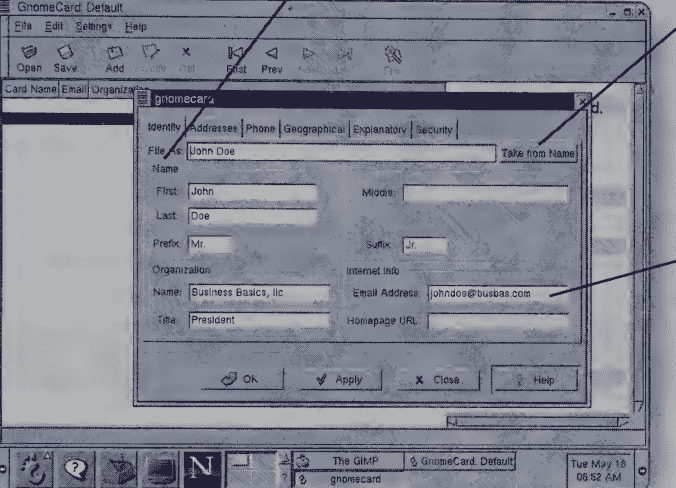 GnomeCard: Default
File Edit Settings Help
Open Save Add Del First Prev
Card Name Email Organiza
gnomecard
d.
Identity Addresses Phone Geographical Explanatory Security
File As: John Doe Take from Name
Name
First: John Middle:
Last: Doe
Prefix: Mr. Suffix: Jr.
Organization Internet Info
Name: Business Basics, llc Email Address: johndoe@busbas.com
Title: President Homepage URL:
OK Apply Close Help
N The GIMP GnomeCard: Default Tue May 18
gnomecard 06:52 AM